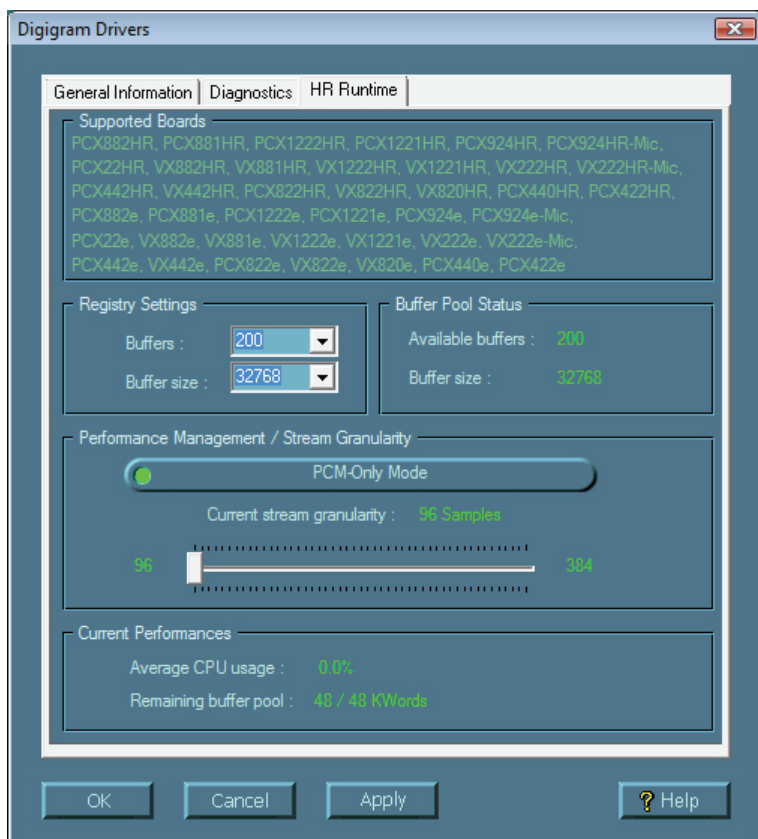 Digigram Drivers
General Information
Diagnostics
HR Runtime
Supported Boards
PCX882HR, PCX881HR, PCX1222HR, PCX1221HR, PCX924HR, PCX924HR-Mic,
PCX22HR, VX882HR, VX881HR, VX1222HR, VX1221HR, VX222HR, VX222HR-Mic,
PCX442HR, VX442HR, PCX822HR, VX822HR, VX820HR, PCX440HR, PCX422HR,
PCX882e, PCX881e, PCX1222e, PCX1221e, PCX924e, PCX924e-Mic,
PCX22e, VX882e, VX881e, VX1222e, VX1221e, VX222e, VX222e-Mic,
PCX442e, VX442e, PCX822e, VX822e, VX820e, PCX440e, PCX422e
Registry Settings
Buffers : 200
Buffer size : 32768
Buffer Pool Status
Available buffers : 200
Buffer size : 32768
Performance Management / Stream Granularity
PCM-Only Mode
Current stream granularity : 96 Samples
96
384
Current Performances
Average CPU usage : 0.0%
Remaining buffer pool : 48 / 48 KWords
OK
Cancel
Apply
? Help